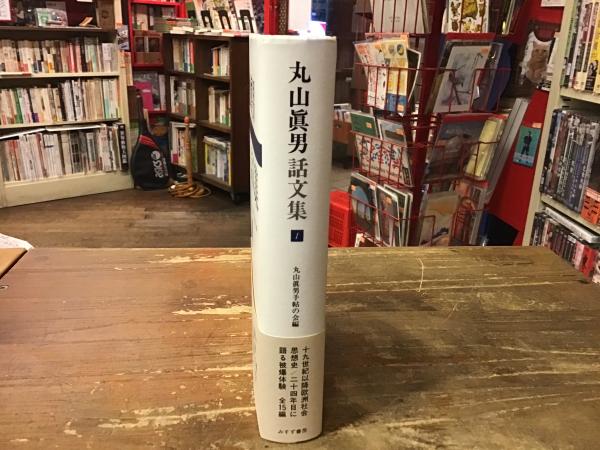 丸山眞男話文集
1
丸山眞男手帖の会編
十九世紀以降欧洲社会
思想史／二十四年目に
語る被爆体験 全15編
みすず書房